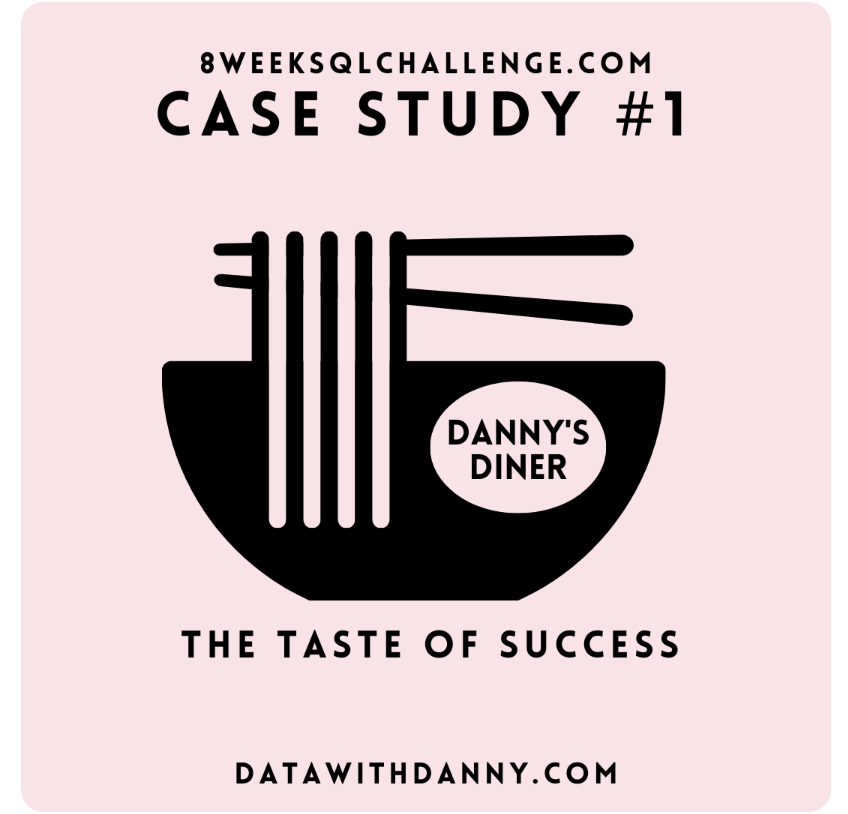 8WEEKSQLCHALLENGE.COM
CASE STUDY #1
DANNY'S
DINER
THE TASTE OF SUCCESS
DATAWITHDANNY.COM